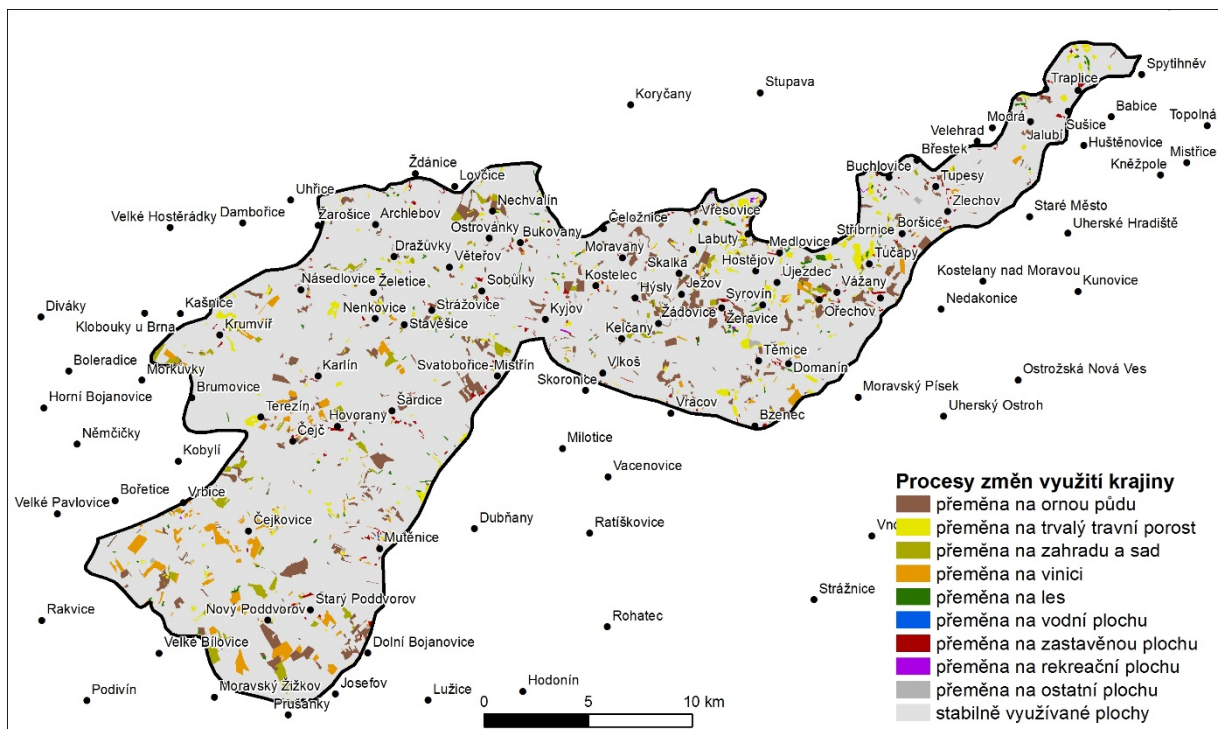 Spytihněv
Traplice
Stupava
Koryčany
Babice
Modrá
Topolná
Sušice
Velehrad
Jalubí
Huštěnovice
Břestek
Mistřice
Kněžpole
Buchlovice
Ždánice
Lovčice
Tupesy
Uhřice
Nechvalín
Zlechov
Staré Město
Velké Hostěrádky
Dambořice
Žarošice
Archlebov
Čeložnice
Vřesovice
Uherské Hradiště
Ostrovánky
Bukovany
Stříbrnice
Boršice
Moravany
Labuty
Medlovice
Dražůvky
Věteřov
Skalka
Hostějov
Tučapy
Kostelany nad Moravou
Násedlovice
Želetice
Sobůlky
Kostelec
Újezdec
Vážany
Kunovice
Diváky
Kašnice
Hýsly
Ježov
Syrovín
Nedakonice
Nenkovice
Strážovice
Klobouky u Brna
Krumvíř
Stavěšice
Kyjov
Žádovice
Žeravice
Ořechov
Kelčany
Boleradice
Karlín
Svatobořice-Mistřín
Vlkoš
Těmice
Domanín
Morkůvky
Skoronice
Ostrožská Nová Ves
Brumovice
Moravský Písek
Horní Bojanovice
Terezín
Šardice
Hovorany
Vracov
Bzenec
Uherský Ostroh
Němčičky
Čejč
Kobylí
Milotice
Vacenovice
Bořetice
Vrbice
Velké Pavlovice
Čejkovice
Dubňany
Ratíškovice
Mutěnice
Strážnice
Rakvice
Nový Poddvorov
Starý Poddvorov
Rohatec
Velké Bílovice
Dolní Bojanovice
Podivín
Moravský Žižkov
Josefov
Prušánky
Lužice
Hodonín
0 5 10 km
Procesy změn využití krajiny
přeměna na ornou půdu
přeměna na trvalý travní porost
přeměna na zahradu a sad
přeměna na vinici
přeměna na les
přeměna na vodní plochu
přeměna na zastavěnou plochu
přeměna na rekreační plochu
přeměna na ostatní plochu
stabilně využívané plochy